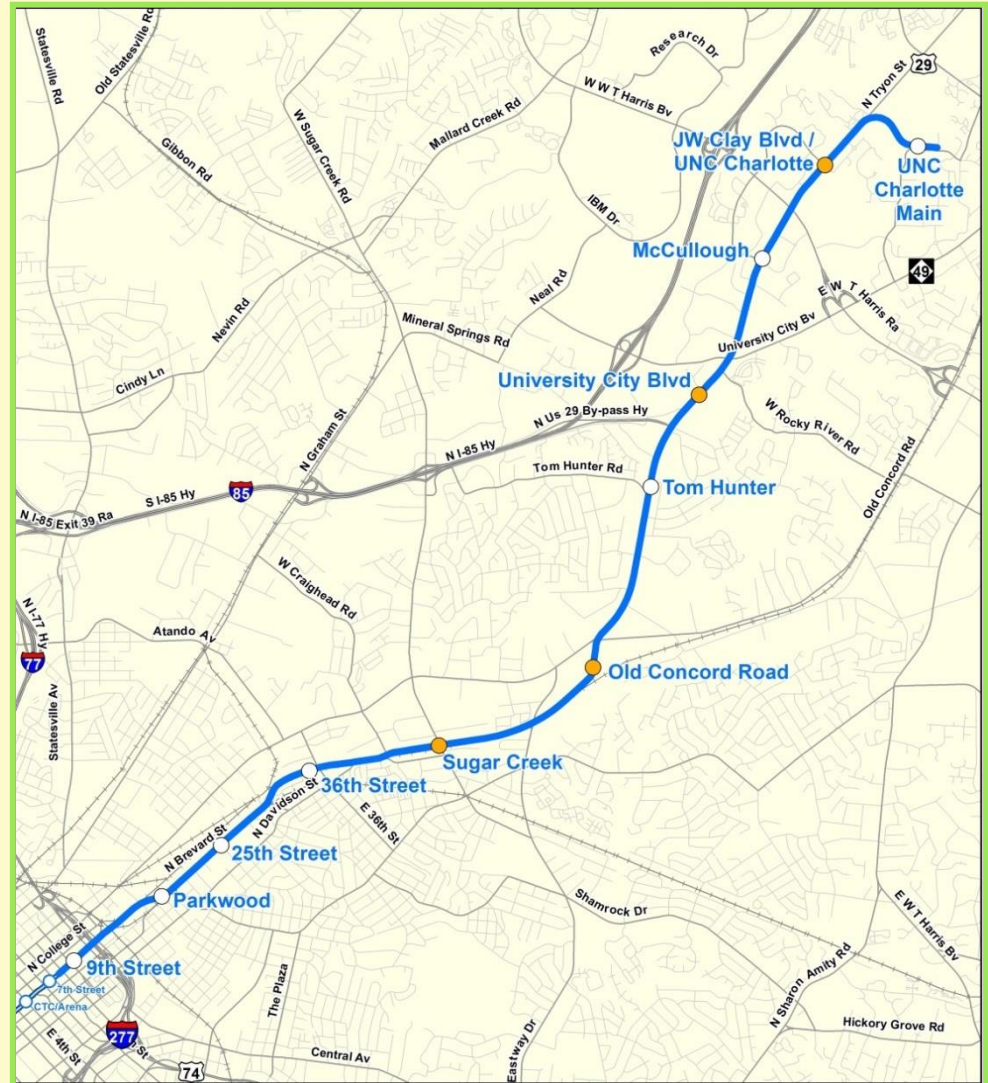 Statesville Rd
Old Statesville Rd
Gibbon Rd
W Sugar Creek Rd
Mallard Creek Rd
Research Dr
W W T Harris Bv
N Tryon St
29
JW Clay Blvd /
UNC Charlotte
UNC
Charlotte
Main
IBM Dr
McCullough
49
E W T Harris Ra
Neal Rd
Nevin Rd
Mineral Springs Rd
University City Bv
Cindy Ln
University City Blvd
N Us 29 By-pass Hy
W Rocky River Rd
N Graham St
N I-85 Hy
Tom Hunter Rd
Old Concord Rd
Tom Hunter
85
S I-85 Hy
N I-85 Exit 39 Ra
W Craighead Rd
N I-77 Hy
77
Atando Av
Old Concord Road
Statesville Av
Sugar Creek
36th Street
N Davidson St
E 36th St
N Brevard St
25th Street
Parkwood
Shamrock Dr
E W T Harris Bv
N College St
9th Street
7th Street
CTC/Arena
The Plaza
N Sharon Amity Rd
Hickory Grove Rd
E 4th St
277
Central Av
Eastway Dr
74